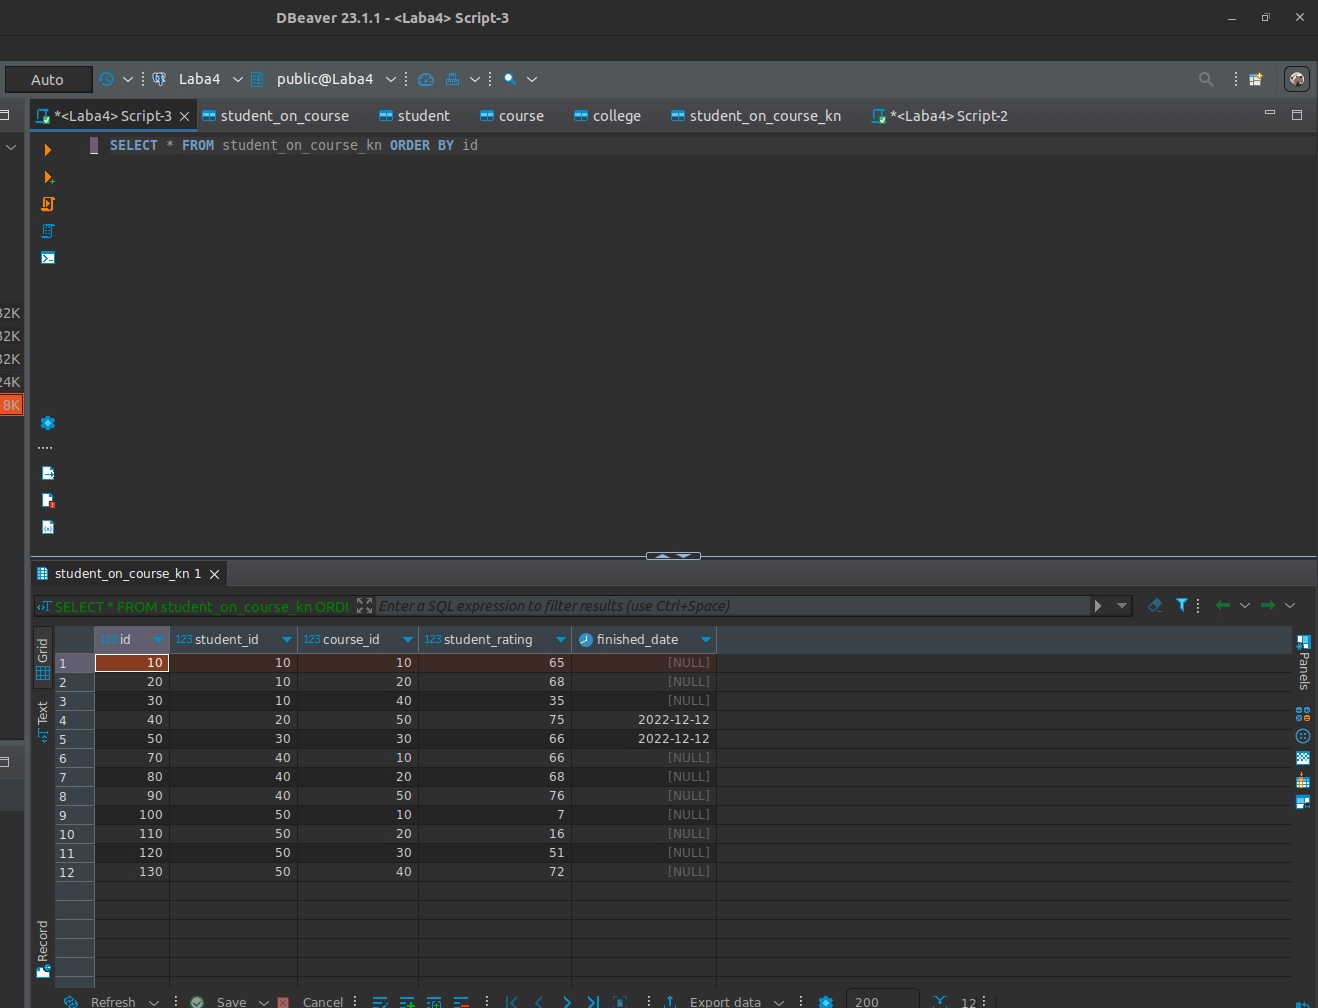 DBeaver 23.1.1 - <Laba4> Script-3
Auto Laba4 public@Laba4
*<Laba4> Script-3 student_on_course student course college student_on_course_kn *<Laba4> Script-2
SELECT * FROM student_on_course_kn ORDER BY id
32K
32K
32K
24K
8K
student_on_course_kn 1
SELECT * FROM student_on_course_kn ORDI Enter a SQL expression to filter results (use Ctrl+Space)
Grid
Text
Record
Panels
123 id 123 student_id 123 course_id 123 student_rating finished_date
1 10 10 10 65 [NULL]
2 20 10 20 68 [NULL]
3 30 10 40 35 [NULL]
4 40 20 50 75 2022-12-12
5 50 30 30 66 2022-12-12
6 70 40 10 66 [NULL]
7 80 40 20 68 [NULL]
8 90 40 50 76 [NULL]
9 100 50 10 7 [NULL]
10 110 50 20 16 [NULL]
11 120 50 30 51 [NULL]
12 130 50 40 72 [NULL]
Refresh Save Cancel Export data 200 12